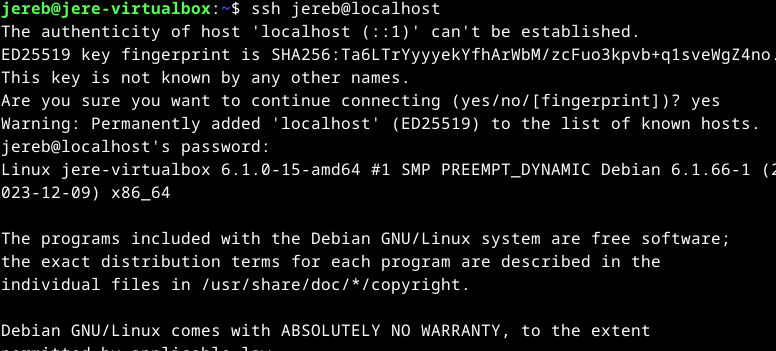 jereb@jere-virtualbox:~$ ssh jereb@localhost
The authenticity of host 'localhost (::1)' can't be established.
ED25519 key fingerprint is SHA256:Ta6LTrYyyyekYfhArWbM/zcFuo3kpvb+q1sveWgZ4no.
This key is not known by any other names.
Are you sure you want to continue connecting (yes/no/[fingerprint])? yes
Warning: Permanently added 'localhost' (ED25519) to the list of known hosts.
jereb@localhost's password:
Linux jere-virtualbox 6.1.0-15-amd64 #1 SMP PREEMPT_DYNAMIC Debian 6.1.66-1 (2
023-12-09) x86_64
The programs included with the Debian GNU/Linux system are free software;
the exact distribution terms for each program are described in the
individual files in /usr/share/doc/*/copyright.
Debian GNU/Linux comes with ABSOLUTELY NO WARRANTY, to the extent
permitted by applicable law